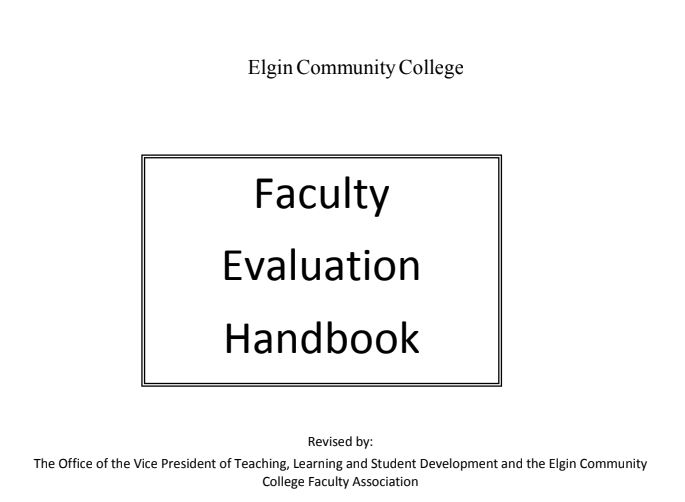 Elgin Community College
Faculty
Evaluation
Handbook
Revised by:
The Office of the Vice President of Teaching, Learning and Student Development and the Elgin Community
College Faculty Association